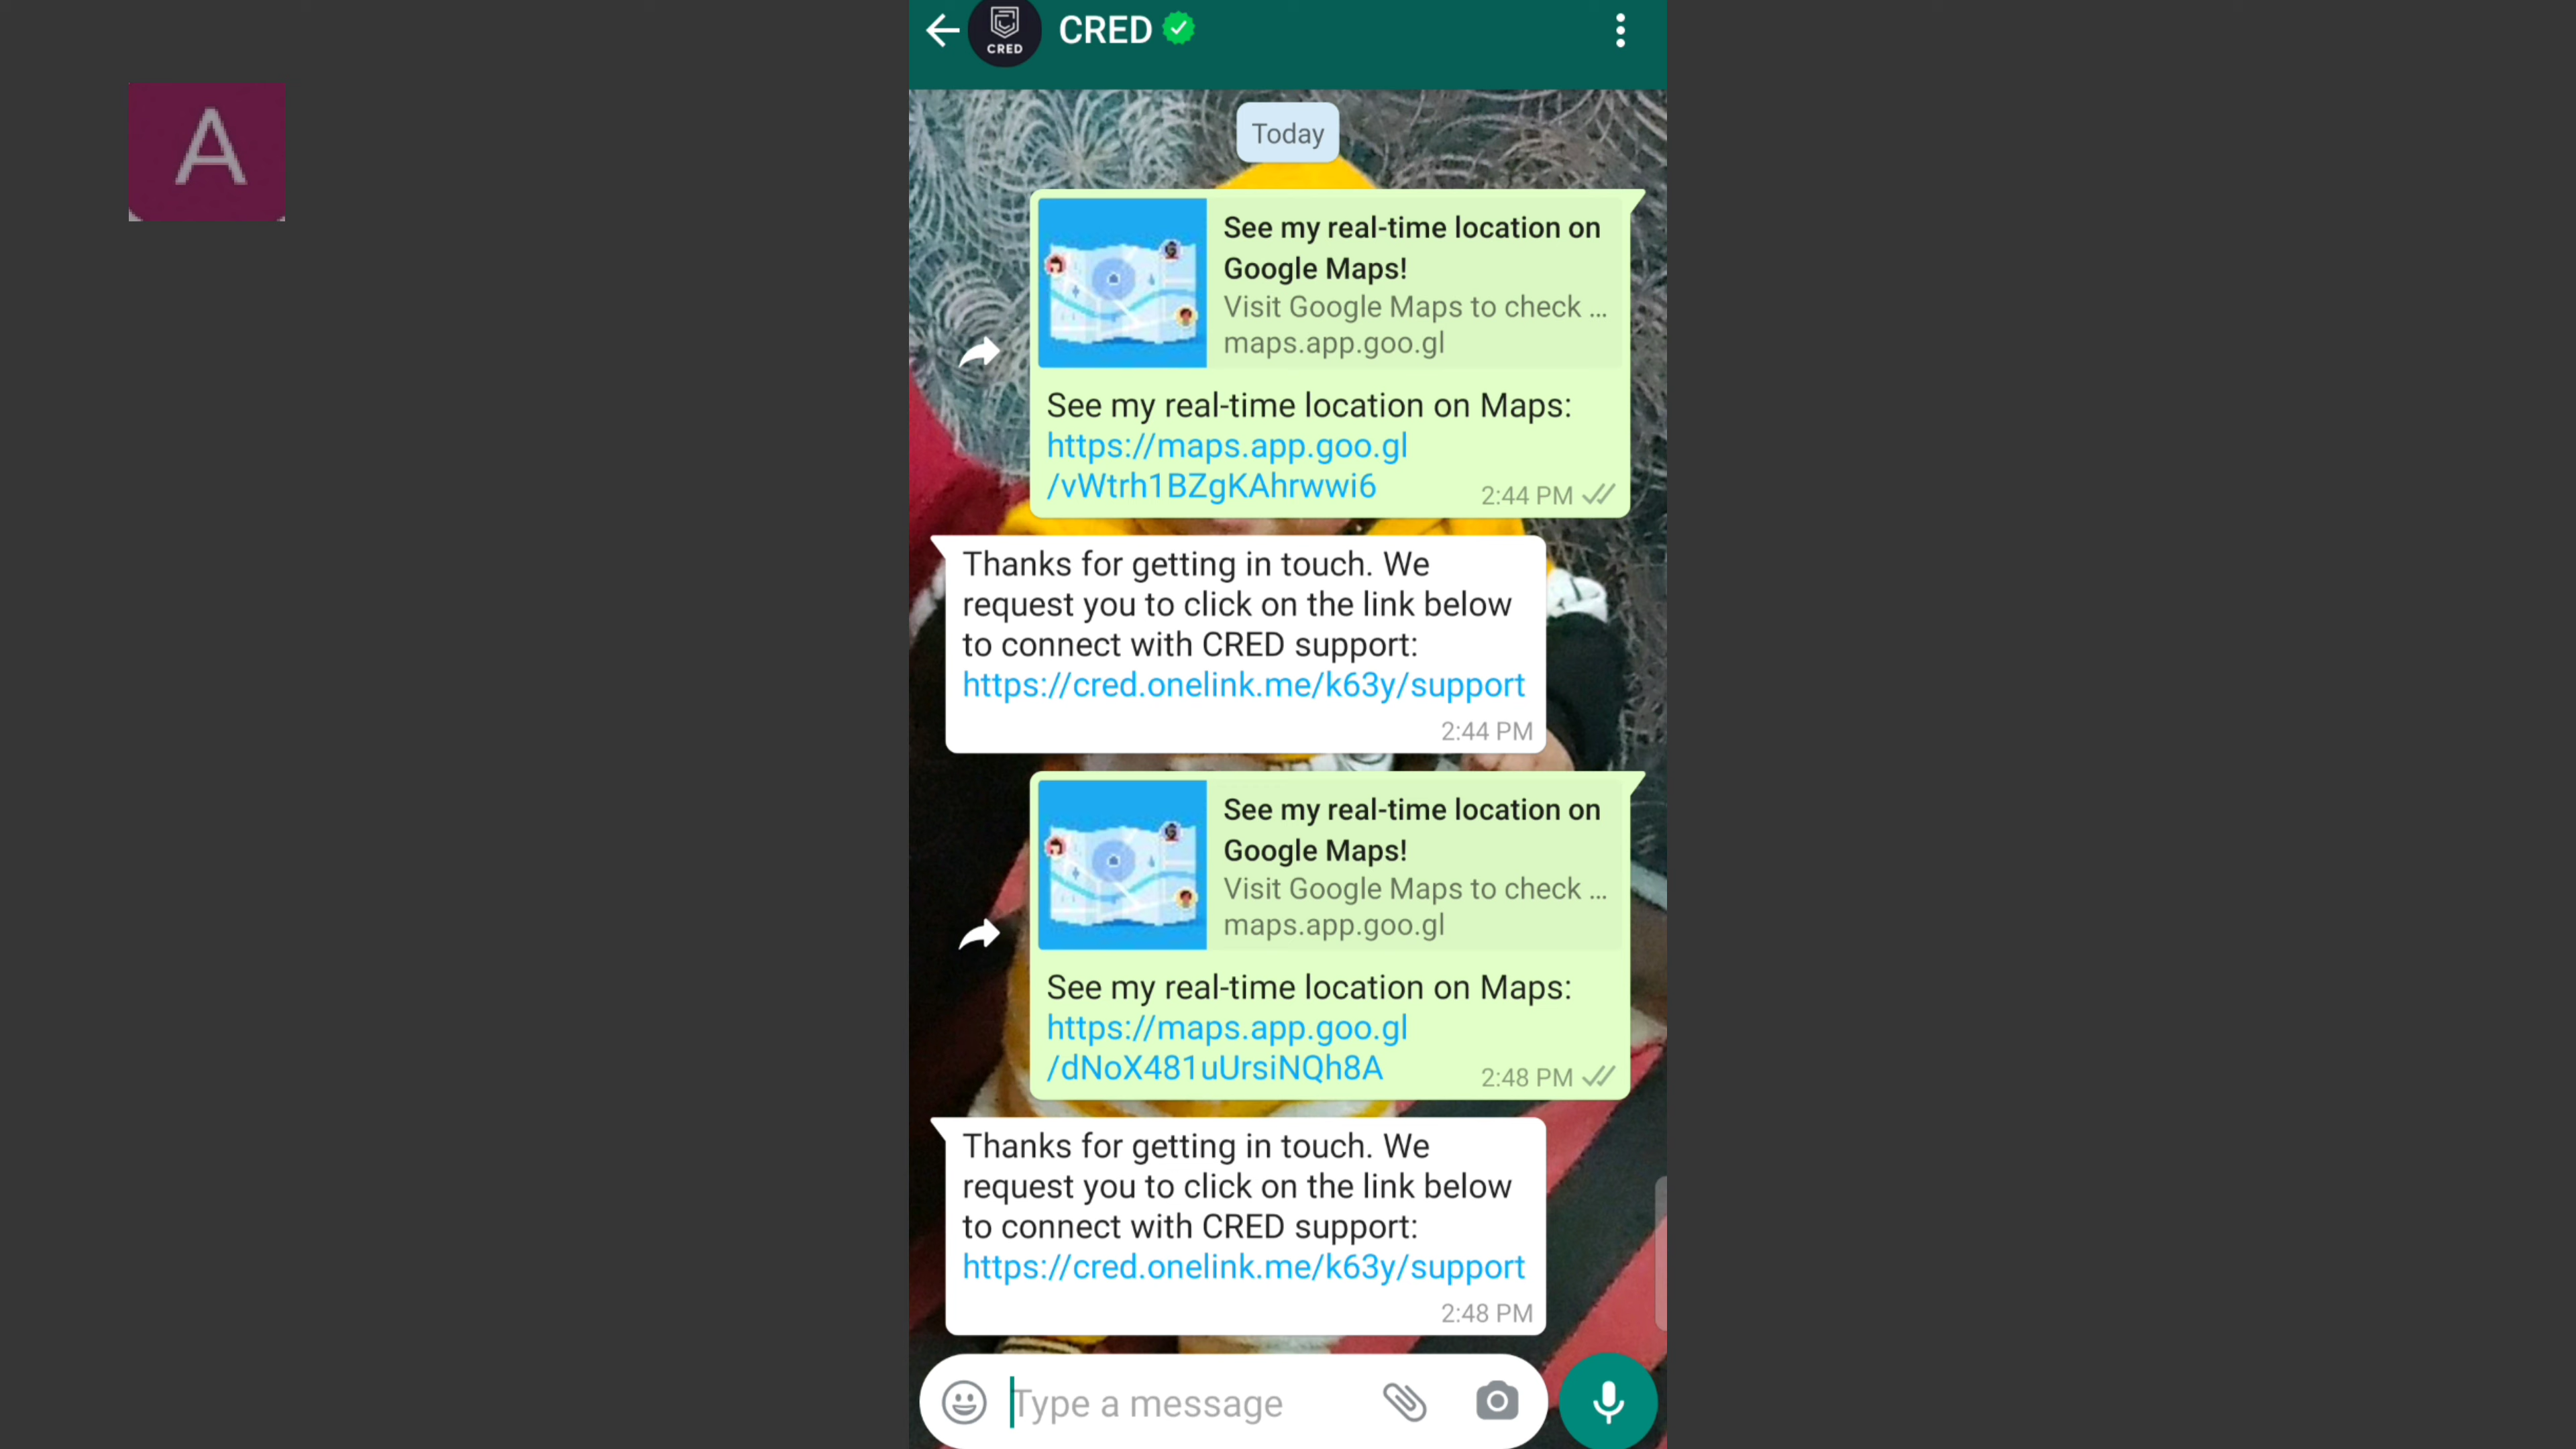 A
CRED
CRED
Today
See my real-time location on
Google Maps!
Visit Google Maps to check ...
maps.app.goo.gl
See my real-time location on Maps:
https://maps.app.goo.gl
/vWtrh1BZgKAhrwwi6
2:44 PM
Thanks for getting in touch. We
request you to click on the link below
to connect with CRED support:
https://cred.onelink.me/k63y/support
2:44 PM
See my real-time location on
Google Maps!
Visit Google Maps to check ...
maps.app.goo.gl
See my real-time location on Maps:
https://maps.app.goo.gl
/dNoX481uUrsiNQh8A
2:48 PM
Thanks for getting in touch. We
request you to click on the link below
to connect with CRED support:
https://cred.onelink.me/k63y/support
2:48 PM
Type a message